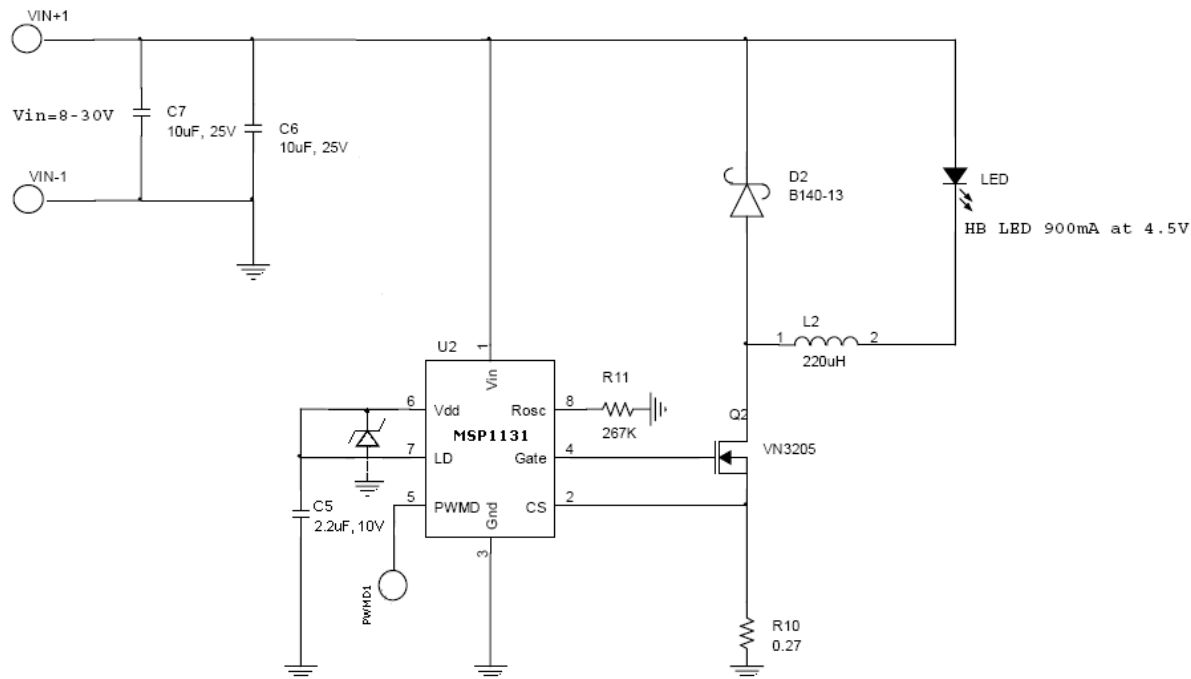 VIN+1
Vin=8-30V
C7
10uF, 25V
C6
10uF, 25V
VIN-1
D2
B140-13
LED
HB LED 900mA at 4.5V
L2
1
2
220uH
U2
1
Vin
R11
6
Vdd
Rosc
8
267K
MSP1131
Q2
7
LD
Gate
4
VN3205
5
PWMD
Gnd
CS
2
C5
2.2uF, 10V
3
PWMD1
R10
0.27